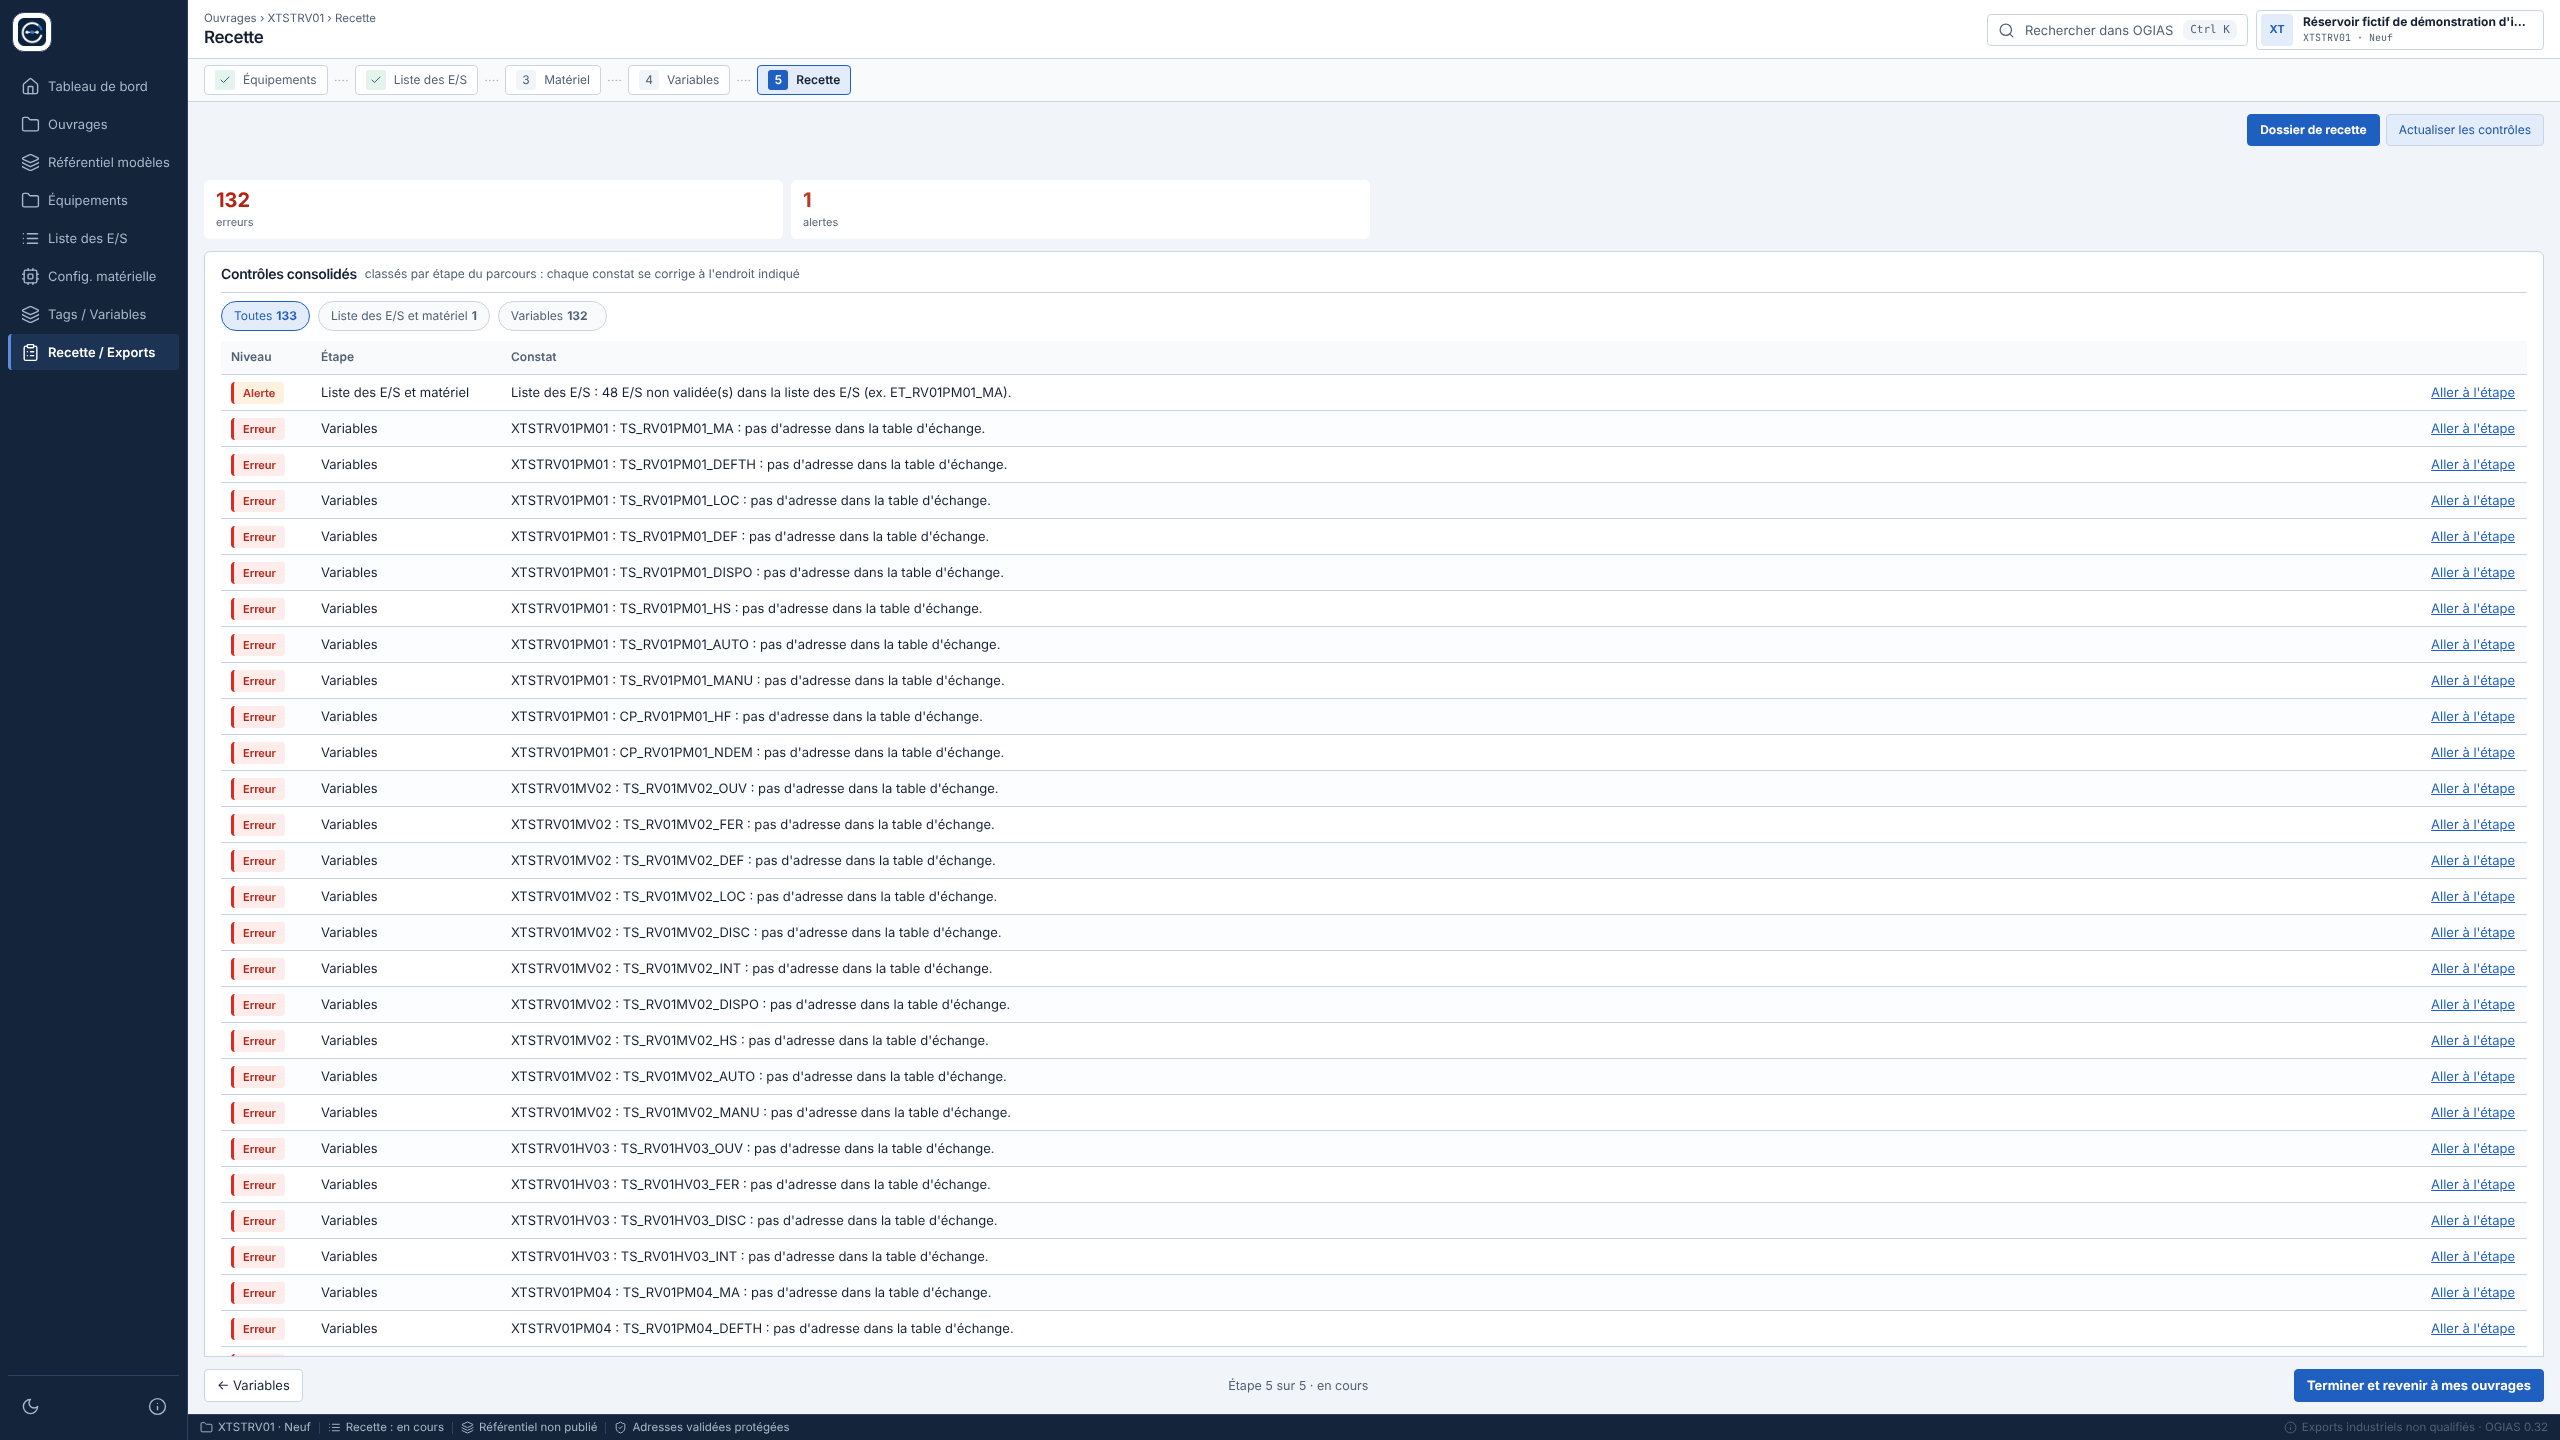 Ouvrages › XTSTRV01 › Recette
Recette
Rechercher dans OGIAS Ctrl K
XT
Réservoir fictif de démonstration d'i...
XTSTRV01 · Neuf
Tableau de bord
Ouvrages
Référentiel modèles
Équipements
Liste des E/S
Config. matérielle
Tags / Variables
Recette / Exports
Équipements
Liste des E/S
3 Matériel
4 Variables
5 Recette
Dossier de recette
Actualiser les contrôles
132
erreurs
1
alertes
Contrôles consolidés classés par étape du parcours : chaque constat se corrige à l'endroit indiqué
Toutes 133
Liste des E/S et matériel 1
Variables 132
Niveau Étape Constat
Alerte Liste des E/S et matériel Liste des E/S : 48 E/S non validée(s) dans la liste des E/S (ex. ET_RV01PM01_MA). Aller à l'étape
Erreur Variables XTSTRV01PM01 : TS_RV01PM01_MA : pas d'adresse dans la table d'échange. Aller à l'étape
Erreur Variables XTSTRV01PM01 : TS_RV01PM01_DEFTH : pas d'adresse dans la table d'échange. Aller à l'étape
Erreur Variables XTSTRV01PM01 : TS_RV01PM01_LOC : pas d'adresse dans la table d'échange. Aller à l'étape
Erreur Variables XTSTRV01PM01 : TS_RV01PM01_DEF : pas d'adresse dans la table d'échange. Aller à l'étape
Erreur Variables XTSTRV01PM01 : TS_RV01PM01_DISPO : pas d'adresse dans la table d'échange. Aller à l'étape
Erreur Variables XTSTRV01PM01 : TS_RV01PM01_HS : pas d'adresse dans la table d'échange. Aller à l'étape
Erreur Variables XTSTRV01PM01 : TS_RV01PM01_AUTO : pas d'adresse dans la table d'échange. Aller à l'étape
Erreur Variables XTSTRV01PM01 : TS_RV01PM01_MANU : pas d'adresse dans la table d'échange. Aller à l'étape
Erreur Variables XTSTRV01PM01 : CP_RV01PM01_HF : pas d'adresse dans la table d'échange. Aller à l'étape
Erreur Variables XTSTRV01PM01 : CP_RV01PM01_NDEM : pas d'adresse dans la table d'échange. Aller à l'étape
Erreur Variables XTSTRV01MV02 : TS_RV01MV02_OUV : pas d'adresse dans la table d'échange. Aller à l'étape
Erreur Variables XTSTRV01MV02 : TS_RV01MV02_FER : pas d'adresse dans la table d'échange. Aller à l'étape
Erreur Variables XTSTRV01MV02 : TS_RV01MV02_DEF : pas d'adresse dans la table d'échange. Aller à l'étape
Erreur Variables XTSTRV01MV02 : TS_RV01MV02_LOC : pas d'adresse dans la table d'échange. Aller à l'étape
Erreur Variables XTSTRV01MV02 : TS_RV01MV02_DISC : pas d'adresse dans la table d'échange. Aller à l'étape
Erreur Variables XTSTRV01MV02 : TS_RV01MV02_INT : pas d'adresse dans la table d'échange. Aller à l'étape
Erreur Variables XTSTRV01MV02 : TS_RV01MV02_DISPO : pas d'adresse dans la table d'échange. Aller à l'étape
Erreur Variables XTSTRV01MV02 : TS_RV01MV02_HS : pas d'adresse dans la table d'échange. Aller à l'étape
Erreur Variables XTSTRV01MV02 : TS_RV01MV02_AUTO : pas d'adresse dans la table d'échange. Aller à l'étape
Erreur Variables XTSTRV01MV02 : TS_RV01MV02_MANU : pas d'adresse dans la table d'échange. Aller à l'étape
Erreur Variables XTSTRV01HV03 : TS_RV01HV03_OUV : pas d'adresse dans la table d'échange. Aller à l'étape
Erreur Variables XTSTRV01HV03 : TS_RV01HV03_FER : pas d'adresse dans la table d'échange. Aller à l'étape
Erreur Variables XTSTRV01HV03 : TS_RV01HV03_DISC : pas d'adresse dans la table d'échange. Aller à l'étape
Erreur Variables XTSTRV01HV03 : TS_RV01HV03_INT : pas d'adresse dans la table d'échange. Aller à l'étape
Erreur Variables XTSTRV01PM04 : TS_RV01PM04_MA : pas d'adresse dans la table d'échange. Aller à l'étape
Erreur Variables XTSTRV01PM04 : TS_RV01PM04_DEFTH : pas d'adresse dans la table d'échange. Aller à l'étape
← Variables
Étape 5 sur 5 · en cours
Terminer et revenir à mes ouvrages
XTSTRV01 · Neuf
Recette : en cours
Référentiel non publié
Adresses validées protégées
Exports industriels non qualifiés · OGIAS 0.32